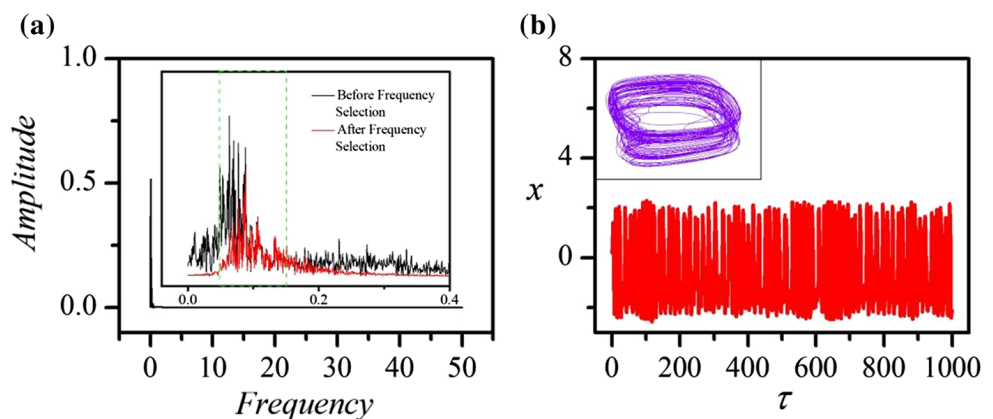 (a)
1.0
0.5
0.0
Amplitude
Before Frequency
Selection
After Frequency
Selection
0.0 0.2 0.4
0 10 20 30 40 50
Frequency
(b)
8
4
0
x
0 200 400 600 800 1000
τ